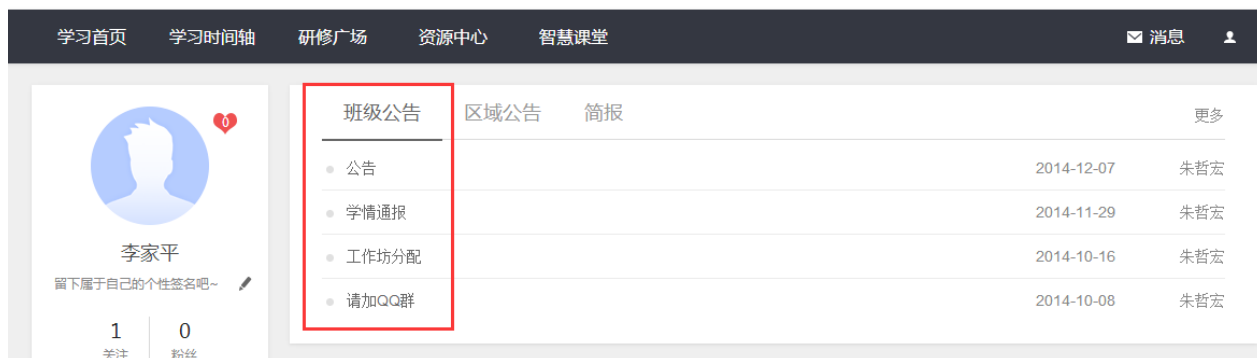 学习首页 学习时间轴 研修广场 资源中心 智慧课堂 消息
0
李家平
留下属于自己的个性签名吧~
1 0
关注 粉丝
班级公告 区域公告 简报 更多
公告 2014-12-07 朱哲宏
学情通报 2014-11-29 朱哲宏
工作坊分配 2014-10-16 朱哲宏
请加QQ群 2014-10-08 朱哲宏